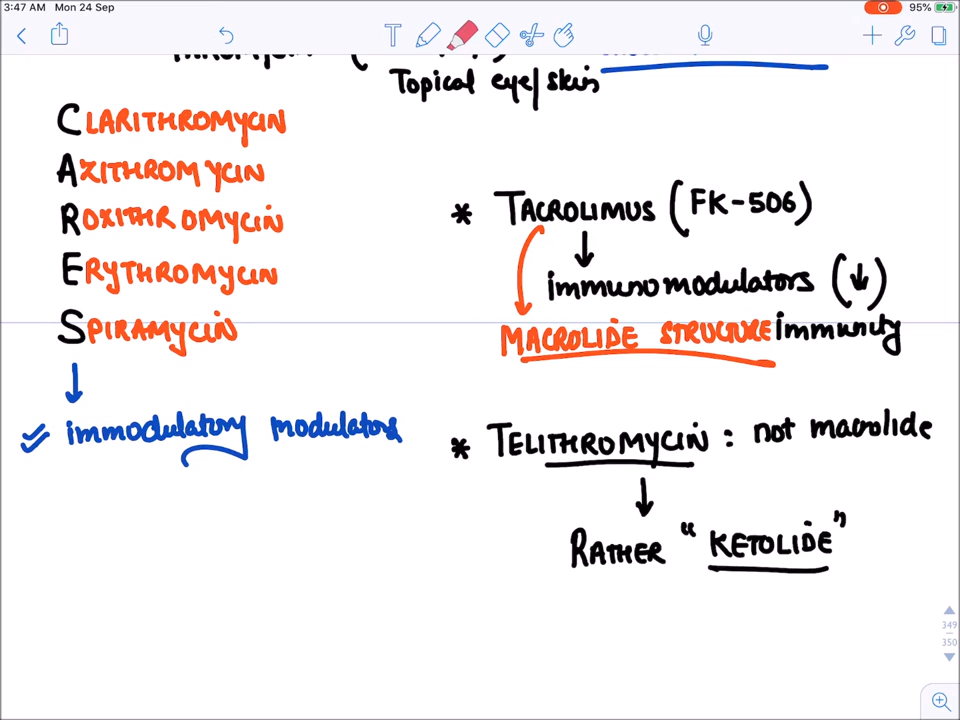 3:47 AM Mon 24 Sep
95%
Topical eye/skin
CLARITHROMYCIN
AZITHROMYCIN
ROXITHROMYCIN
ERYTHROMYCIN
SPIRAMYCIN
immodulatory modulators
* TACROLIMUS (FK-506)
immunomodulators (↓)
MACROLIDE STRUCTURE immunity
* TELITHROMYCIN : not macrolide
RATHER "KETOLIDE"
349
350